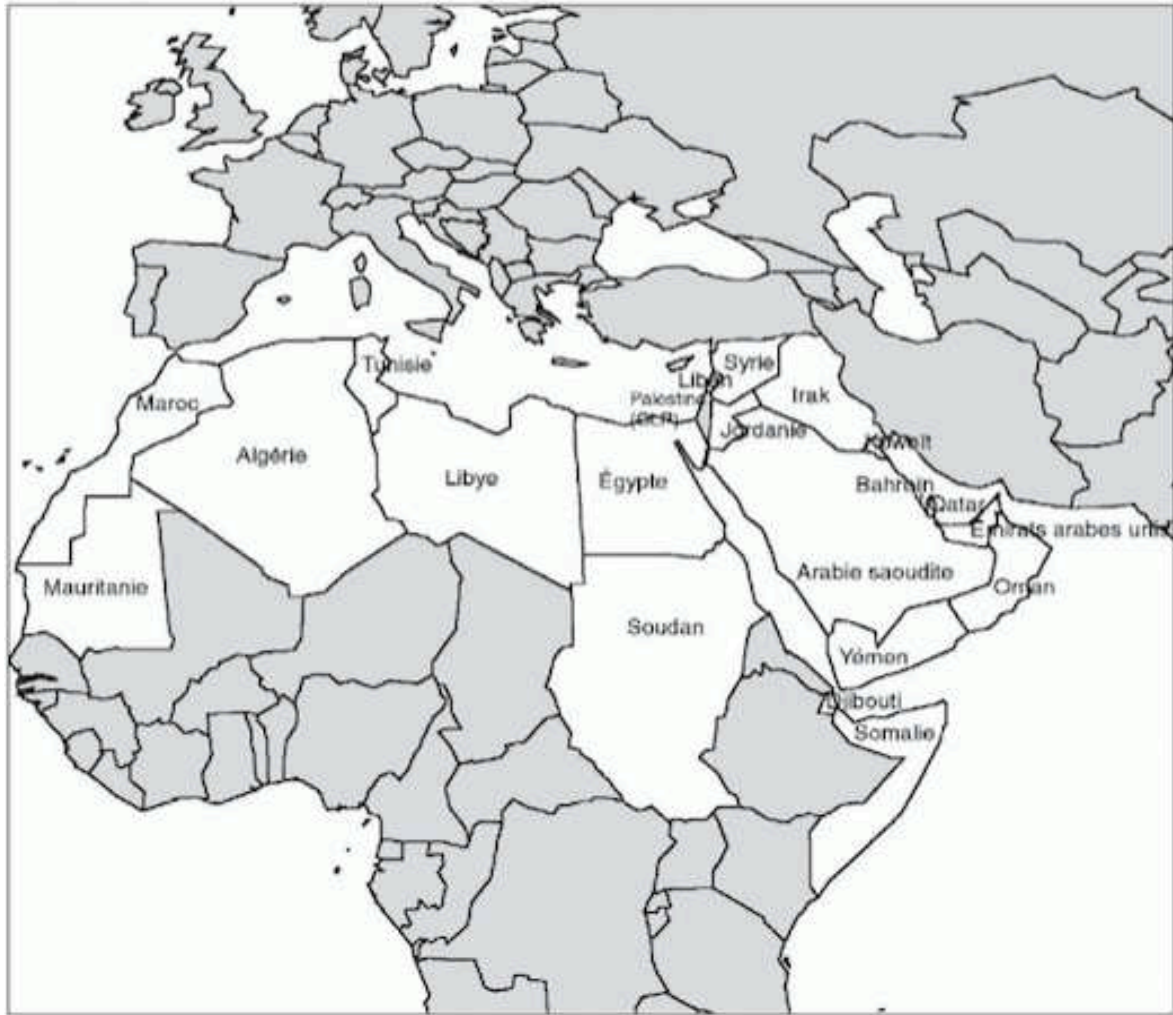 Tunisie
Syrie
Liban
Maroc
Palestine
(OLP)
Irak
Jordanie
Koweït
Algérie
Libye
Égypte
Bahreïn
Qatar
Émirats arabes unis
Arabie saoudite
Mauritanie
Oman
Soudan
Yémen
Djibouti
Somalie